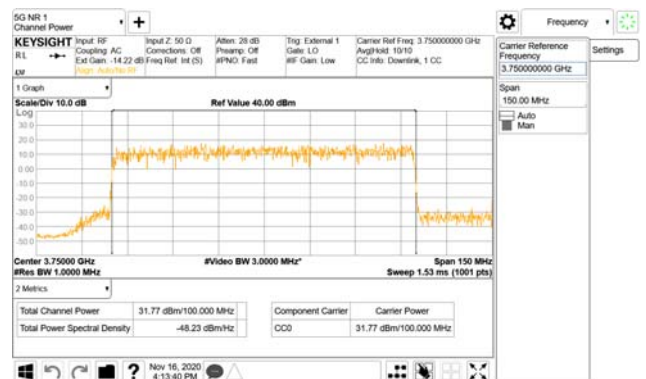 5G NR 1
Channel Power
Frequency
KEYSIGHT
RL
Input: RF
Coupling: AC
Ext Gain: -14.22 dB
Align: Auto/No RF
Input Z: 50 Ω
Corrections: Off
Freq Ref: Int (S)
Atten: 28 dB
Preamp: Off
#PNO: Fast
Trig: External 1
Gate: LO
#IF Gain: Low
Carrier Ref Freq: 3.750000000 GHz
Avg|Hold: 10/10
CC Info: Downlink, 1 CC
Carrier Reference
Frequency
3.750000000 GHz
Settings
Span
150.00 MHz
Auto
Man
1 Graph
Scale/Div 10.0 dB
Ref Value 40.00 dBm
Log
30.0
20.0
10.0
0.00
-10.0
-20.0
-30.0
-40.0
-50.0
Center 3.75000 GHz
#Video BW 3.0000 MHz*
Span 150 MHz
#Res BW 1.0000 MHz
Sweep 1.53 ms (1001 pts)
2 Metrics
Total Channel Power 31.77 dBm/100.000 MHz
Total Power Spectral Density -48.23 dBm/Hz
Component Carrier Carrier Power
CC0 31.77 dBm/100.000 MHz
?
Nov 16, 2020
4:13:40 PM